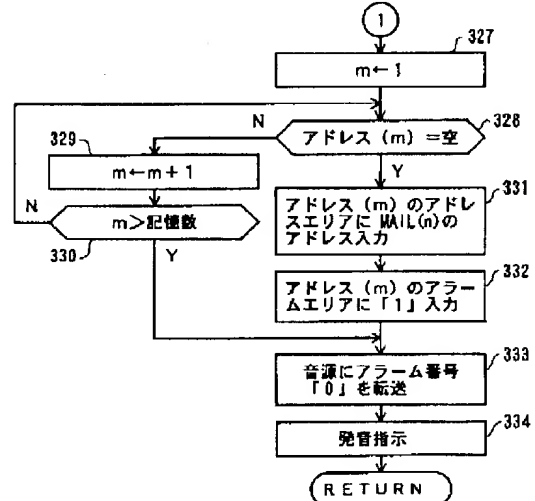 1
327
m←1
N
328
アドレス(m)=空
329
m←m+1
Y
N
m>記憶数
330
Y
331
アドレス(m)のアドレ
スエリアに MAIL(n)の
アドレス入力
332
アドレス(m)のアラー
ムエリアに「1」入力
333
音源にアラーム番号
「0」を転送
334
発音指示
RETURN